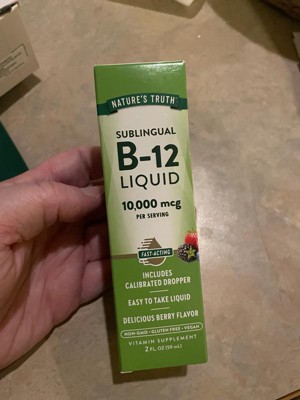 NATURE'S TRUTH
SUBLINGUAL
B-12
LIQUID
10,000 mcg
PER SERVING
FAST-ACTING
INCLUDES
CALIBRATED DROPPER
EASY TO TAKE LIQUID
DELICIOUS BERRY FLAVOR
NON-GMO • GLUTEN FREE • VEGAN
VITAMIN SUPPLEMENT
2 FL OZ (59 mL)